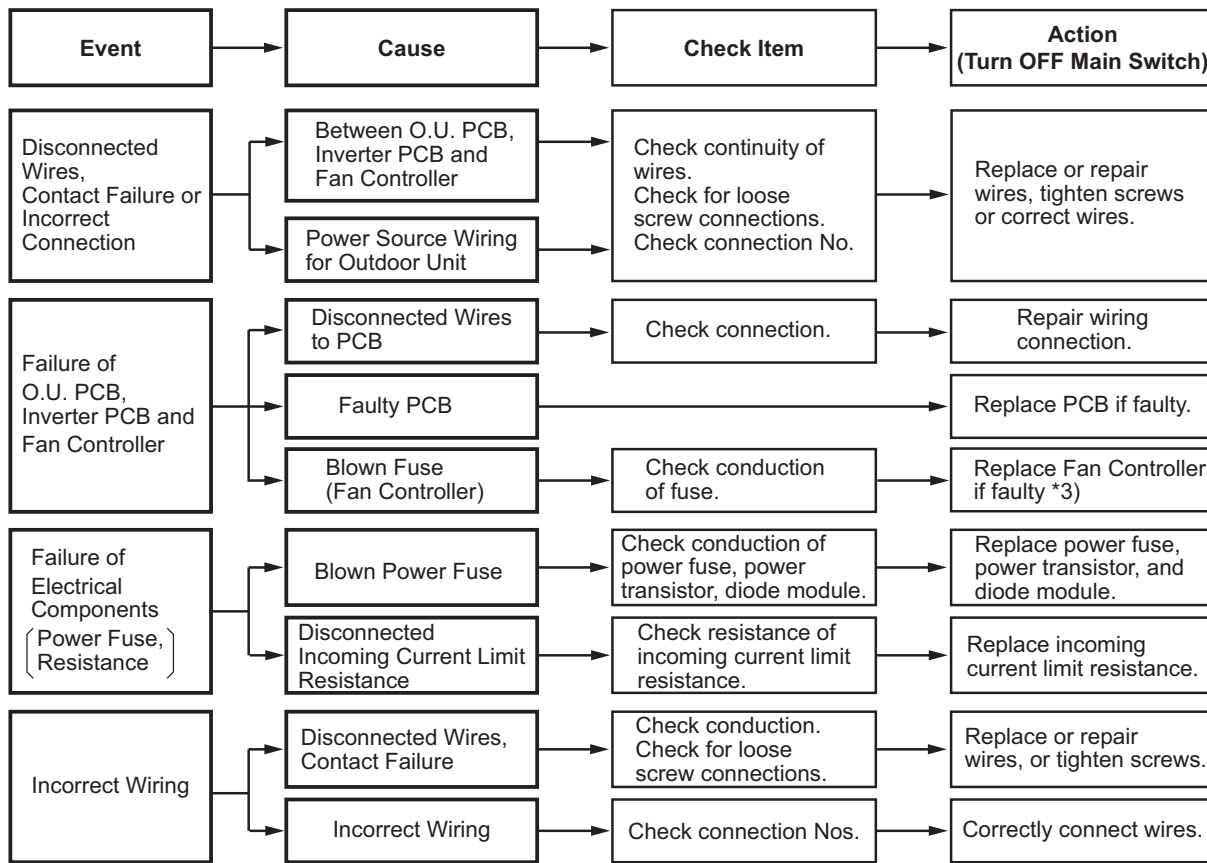 Event
Cause
Check Item
Action
(Turn OFF Main Switch)
Disconnected
Wires,
Contact Failure or
Incorrect
Connection
Between O.U. PCB,
Inverter PCB and
Fan Controller
Power Source Wiring
for Outdoor Unit
Check continuity of
wires.
Check for loose
screw connections.
Check connection No.
Replace or repair
wires, tighten screws
or correct wires.
Failure of
O.U. PCB,
Inverter PCB and
Fan Controller
Disconnected Wires
to PCB
Check connection.
Repair wiring
connection.
Faulty PCB
Replace PCB if faulty.
Blown Fuse
(Fan Controller)
Check conduction
of fuse.
Replace Fan Controller
if faulty *3)
Failure of
Electrical
Components
(Power Fuse,
Resistance)
Blown Power Fuse
Check conduction of
power fuse, power
transistor, diode module.
Replace power fuse,
power transistor, and
diode module.
Disconnected
Incoming Current Limit
Resistance
Check resistance of
incoming current limit
resistance.
Replace incoming
current limit resistance.
Incorrect Wiring
Disconnected Wires,
Contact Failure
Check conduction.
Check for loose
screw connections.
Replace or repair
wires, or tighten screws.
Incorrect Wiring
Check connection Nos.
Correctly connect wires.